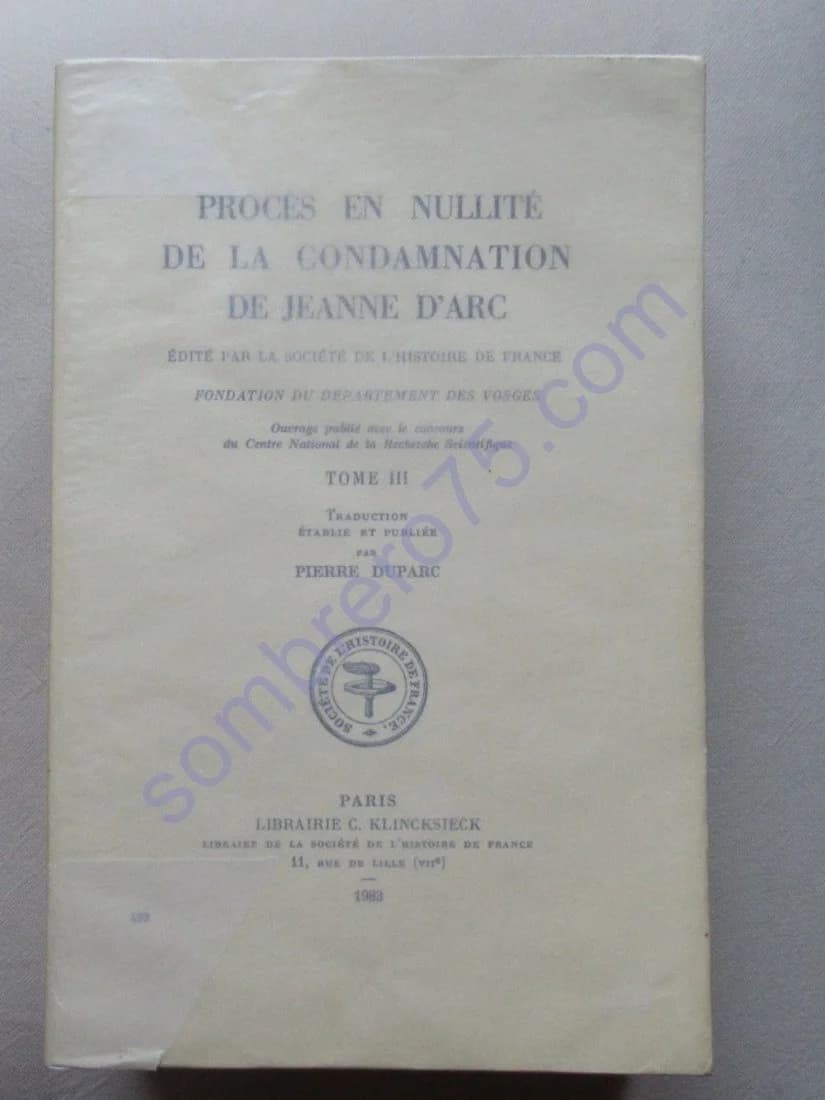 PROCÈS EN NULLITÉ
DE LA CONDAMNATION
DE JEANNE D'ARC
ÉDITÉ PAR LA SOCIÉTÉ DE L'HISTOIRE DE FRANCE
FONDATION DU DÉPARTEMENT DES VOSGES
Ouvrage publié avec le concours
du Centre National de la Recherche Scientifique
TOME III
TRADUCTION
ÉTABLIE ET PUBLIÉE
PAR
PIERRE DUPARC
SOCIÉTÉ DE L'HISTOIRE DE FRANCE.
PARIS
LIBRAIRIE C. KLINCKSIECK
LIBRAIRE DE LA SOCIÉTÉ DE L'HISTOIRE DE FRANCE
11, RUE DE LILLE (VIIe)
1983
sombrero75.com